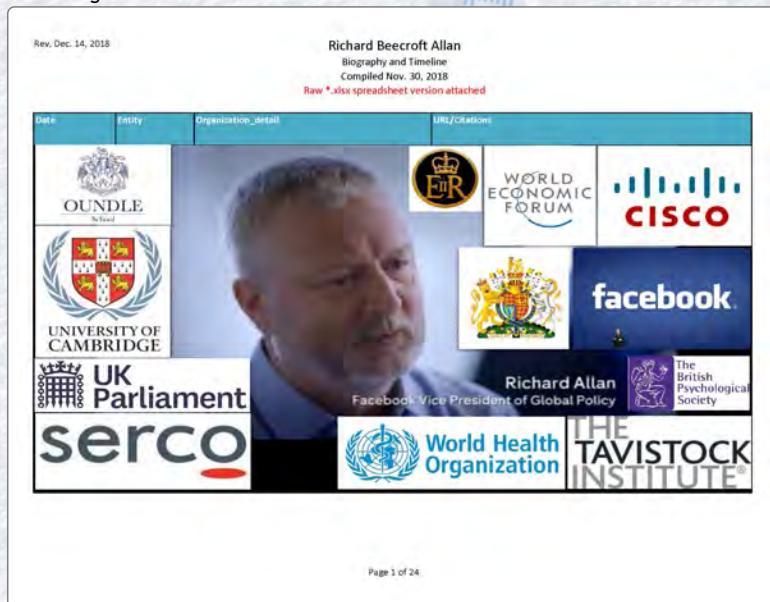 Rev. Dec. 14, 2018
Richard Beecroft Allan
Biography and Timeline
Compiled Nov. 30, 2018
Raw *.xlsx spreadsheet version attached
Date Entity Organization_detail URL/Citations
OUNDLE
School
EIIR
WORLD
ECONOMIC
FORUM
CISCO
UNIVERSITY OF
CAMBRIDGE
facebook
UK
Parliament
Richard Allan
Facebook Vice President of Global Policy
The
British
Psychological
Society
serco
World Health
Organization
THE
TAVISTOCK
INSTITUTE®
Page 1 of 24